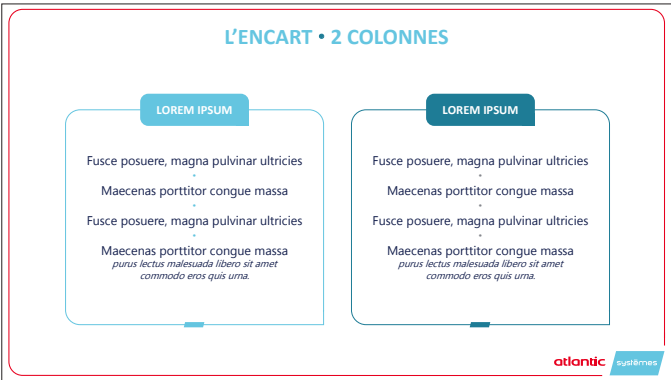 L'ENCART • 2 COLONNES
LOREM IPSUM
Fusce posuere, magna pulvinar ultricies
•
Maecenas porttitor congue massa
•
Fusce posuere, magna pulvinar ultricies
•
Maecenas porttitor congue massa
purus lectus malesuada libero sit amet
commodo eros quis urna.
LOREM IPSUM
Fusce posuere, magna pulvinar ultricies
•
Maecenas porttitor congue massa
•
Fusce posuere, magna pulvinar ultricies
•
Maecenas porttitor congue massa
purus lectus malesuada libero sit amet
commodo eros quis urna.
atlantic systèmes